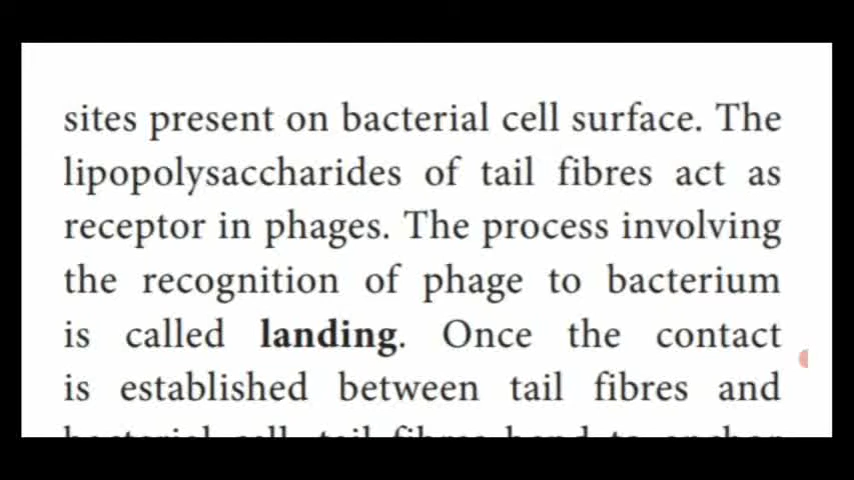 sites present on bacterial cell surface. The
lipopolysaccharides of tail fibres act as
receptor in phages. The process involving
the recognition of phage to bacterium
is called landing. Once the contact
is established between tail fibres and